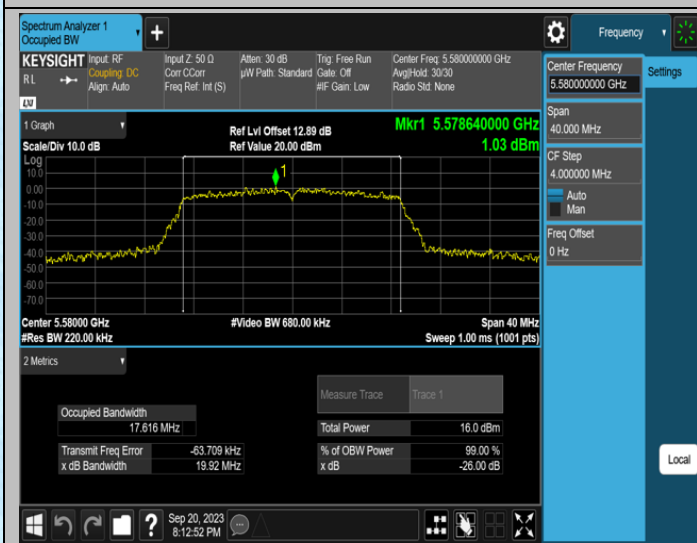 Spectrum Analyzer 1
Occupied BW
Frequency
KEYSIGHT
RL
LXI
Input: RF
Coupling: DC
Align: Auto
Input Z: 50 Ω
Corr CCorr
Freq Ref: Int (S)
Atten: 30 dB
µW Path: Standard
Trig: Free Run
Gate: Off
#IF Gain: Low
Center Freq: 5.580000000 GHz
Avg|Hold: 30/30
Radio Std: None
1 Graph
Scale/Div 10.0 dB
Ref Lvl Offset 12.89 dB
Ref Value 20.00 dBm
Mkr1 5.578640000 GHz
1.03 dBm
Log
10.0
0.00
-10.0
-20.0
-30.0
-40.0
-50.0
-60.0
-70.0
1
Center 5.58000 GHz
#Res BW 220.00 kHz
#Video BW 680.00 kHz
Span 40 MHz
Sweep 1.00 ms (1001 pts)
2 Metrics
Measure Trace
Trace 1
Occupied Bandwidth
17.616 MHz
Total Power
16.0 dBm
Transmit Freq Error
-63.709 kHz
% of OBW Power
99.00 %
x dB Bandwidth
19.92 MHz
x dB
-26.00 dB
Center Frequency
5.580000000 GHz
Settings
Span
40.000 MHz
CF Step
4.000000 MHz
Auto
Man
Freq Offset
0 Hz
Local
?
Sep 20, 2023
8:12:52 PM